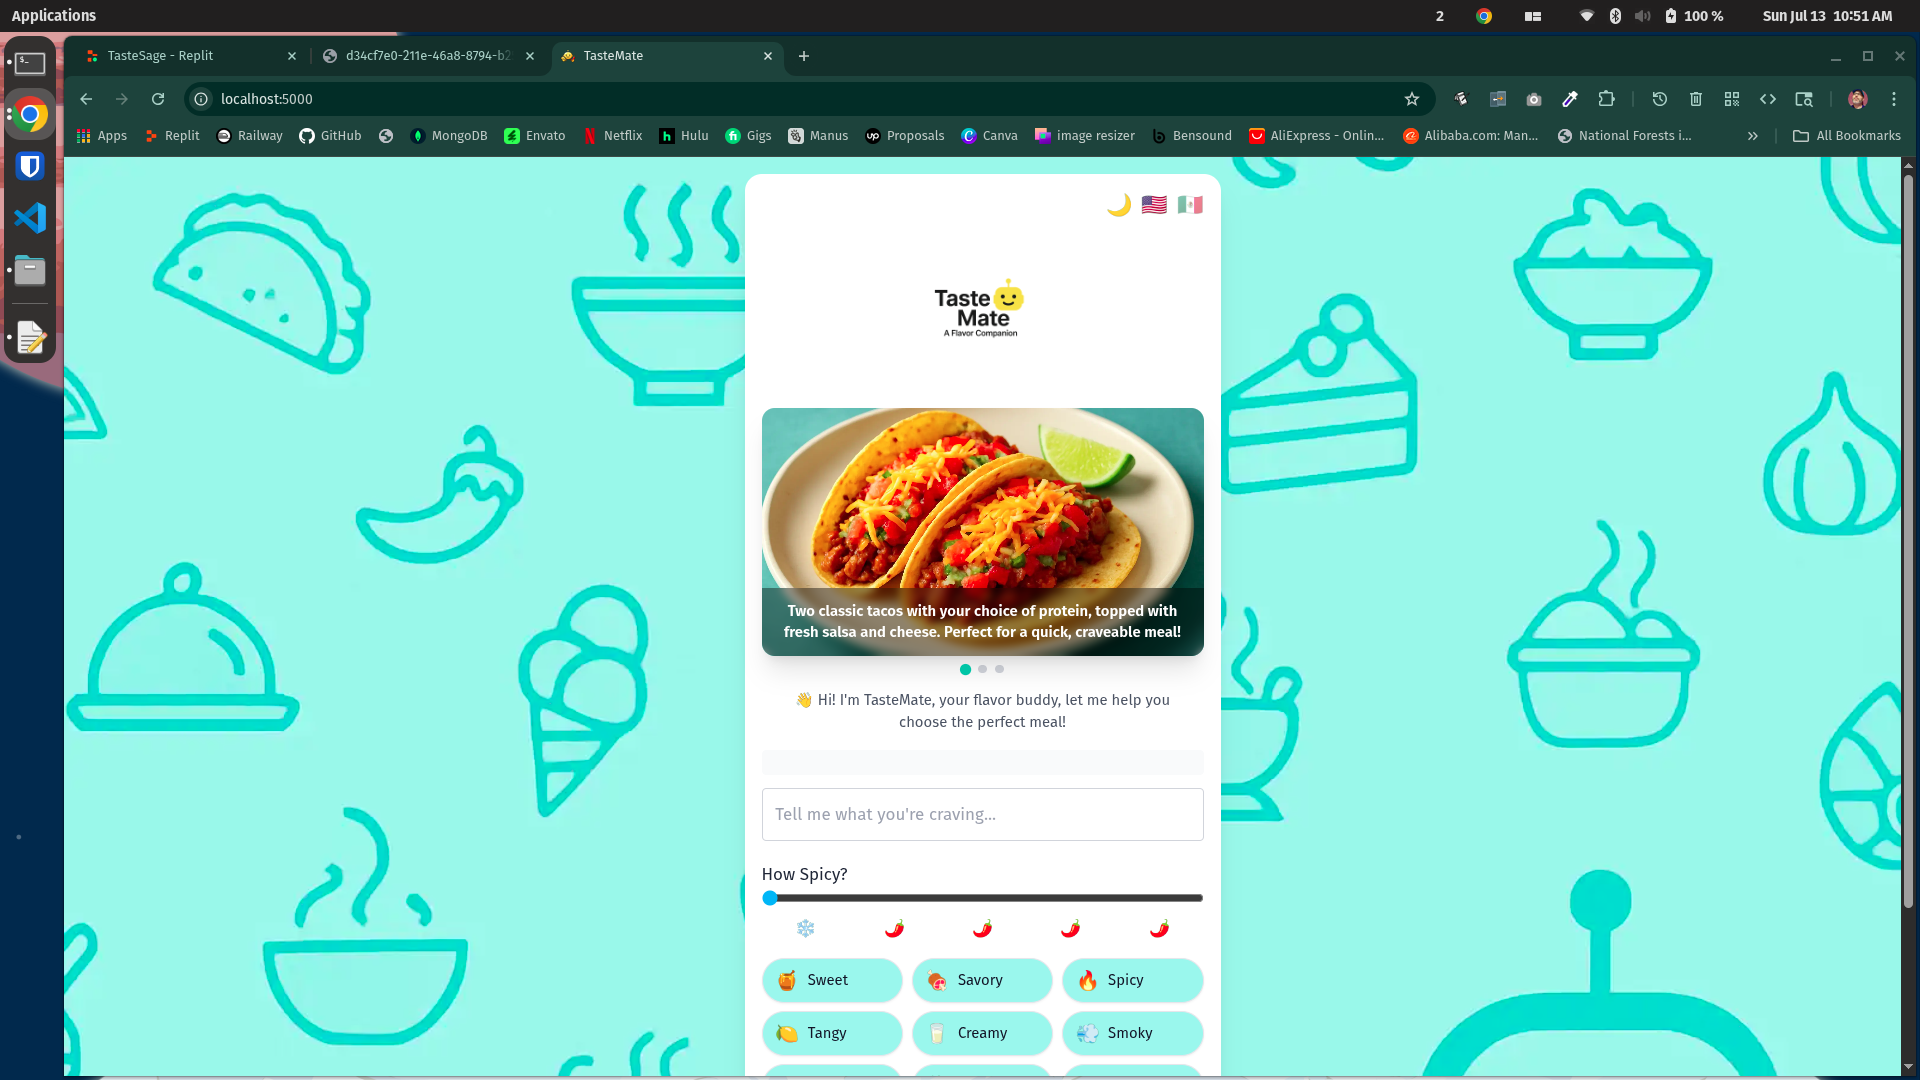 Applications
2
100 %
Sun Jul 13 10:51 AM
TasteSage - Replit
d34cf7e0-211e-46a8-8794-b2
TasteMate
localhost:5000
Apps
Replit
Railway
GitHub
MongoDB
Envato
Netflix
Hulu
Gigs
Manus
Proposals
Canva
image resizer
Bensound
AliExpress - Onlin...
Alibaba.com: Man...
National Forests i...
All Bookmarks
Taste
Mate
A Flavor Companion
Two classic tacos with your choice of protein, topped with
fresh salsa and cheese. Perfect for a quick, craveable meal!
👋 Hi! I'm TasteMate, your flavor buddy, let me help you
choose the perfect meal!
Tell me what you're craving...
How Spicy?
Sweet
Savory
Spicy
Tangy
Creamy
Smoky